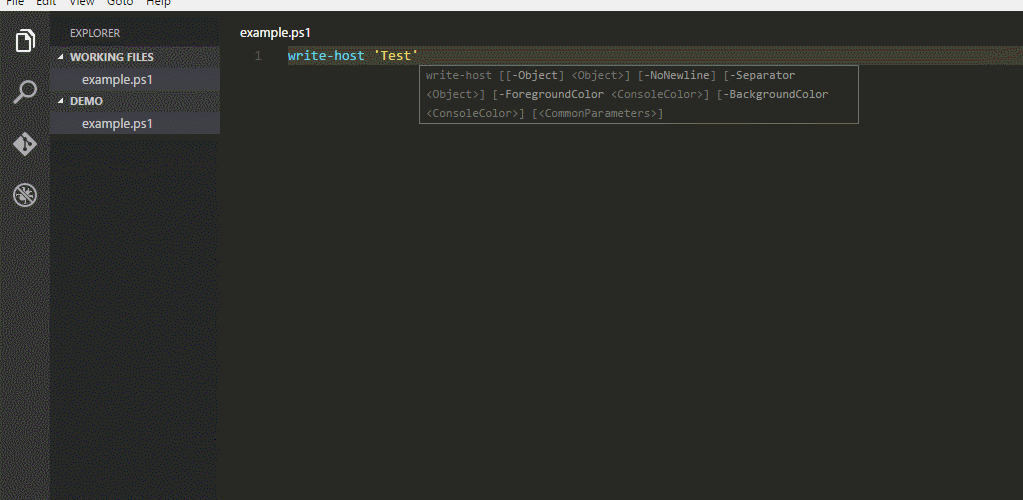 File Edit View Goto Help
EXPLORER
WORKING FILES
example.ps1
DEMO
example.ps1
example.ps1
1 write-host 'Test'
write-host [[-Object] <Object>] [-NoNewline] [-Separator
<Object>] [-ForegroundColor <ConsoleColor>] [-BackgroundColor
<ConsoleColor>] [<CommonParameters>]